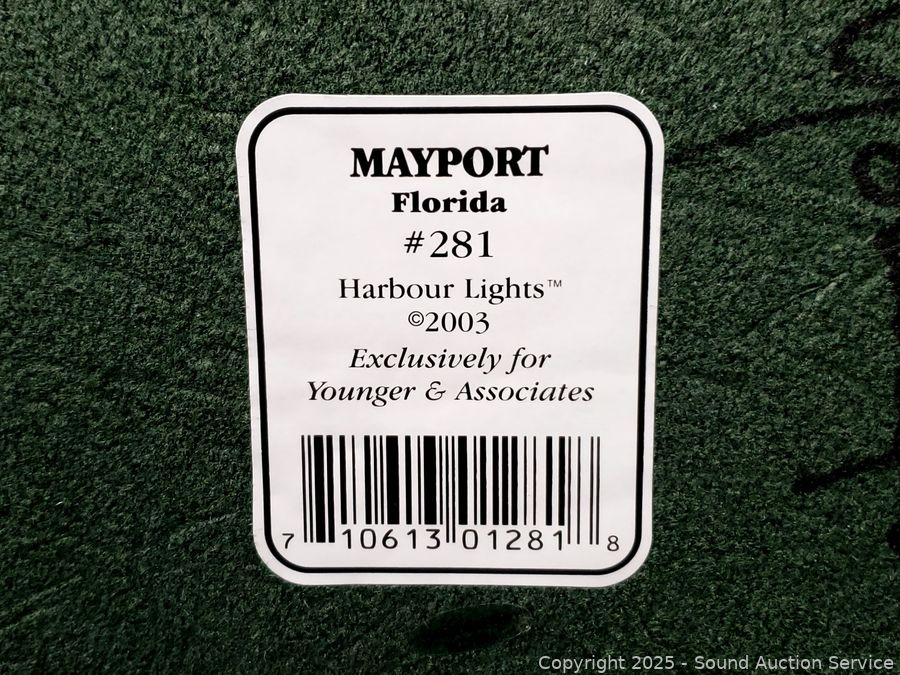 MAYPORT
Florida
#281
Harbour Lights™
©2003
Exclusively for
Younger & Associates
7 10613 01281 8
Copyright 2025 - Sound Auction Service